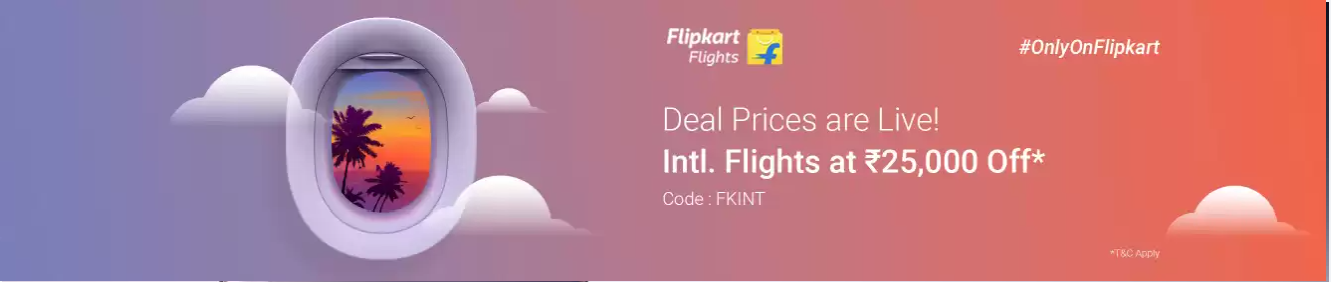 Flipkart
Flights
#OnlyOnFlipkart
Deal Prices are Live!
Intl. Flights at ₹25,000 Off*
Code : FKINT
*T&C Apply